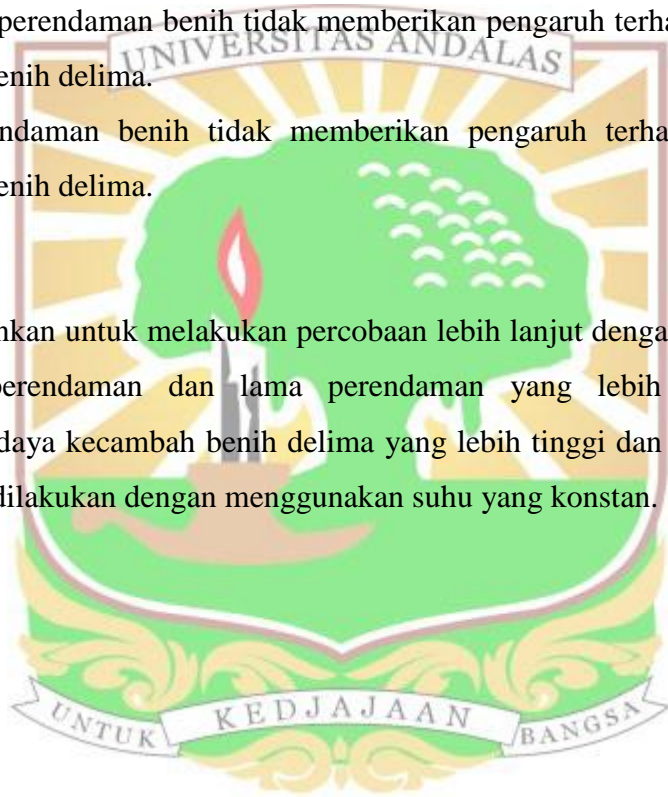 perendaman benih tidak memberikan pengaruh terha
UNIVERSITAS ANDALAS
enih delima.
ndaman benih tidak memberikan pengaruh terha
enih delima.
nkan untuk melakukan percobaan lebih lanjut denga
perendaman dan lama perendaman yang lebih
daya kecambah benih delima yang lebih tinggi dan
dilakukan dengan menggunakan suhu yang konstan.
UNTUK KEDJAJAAN BANGSA